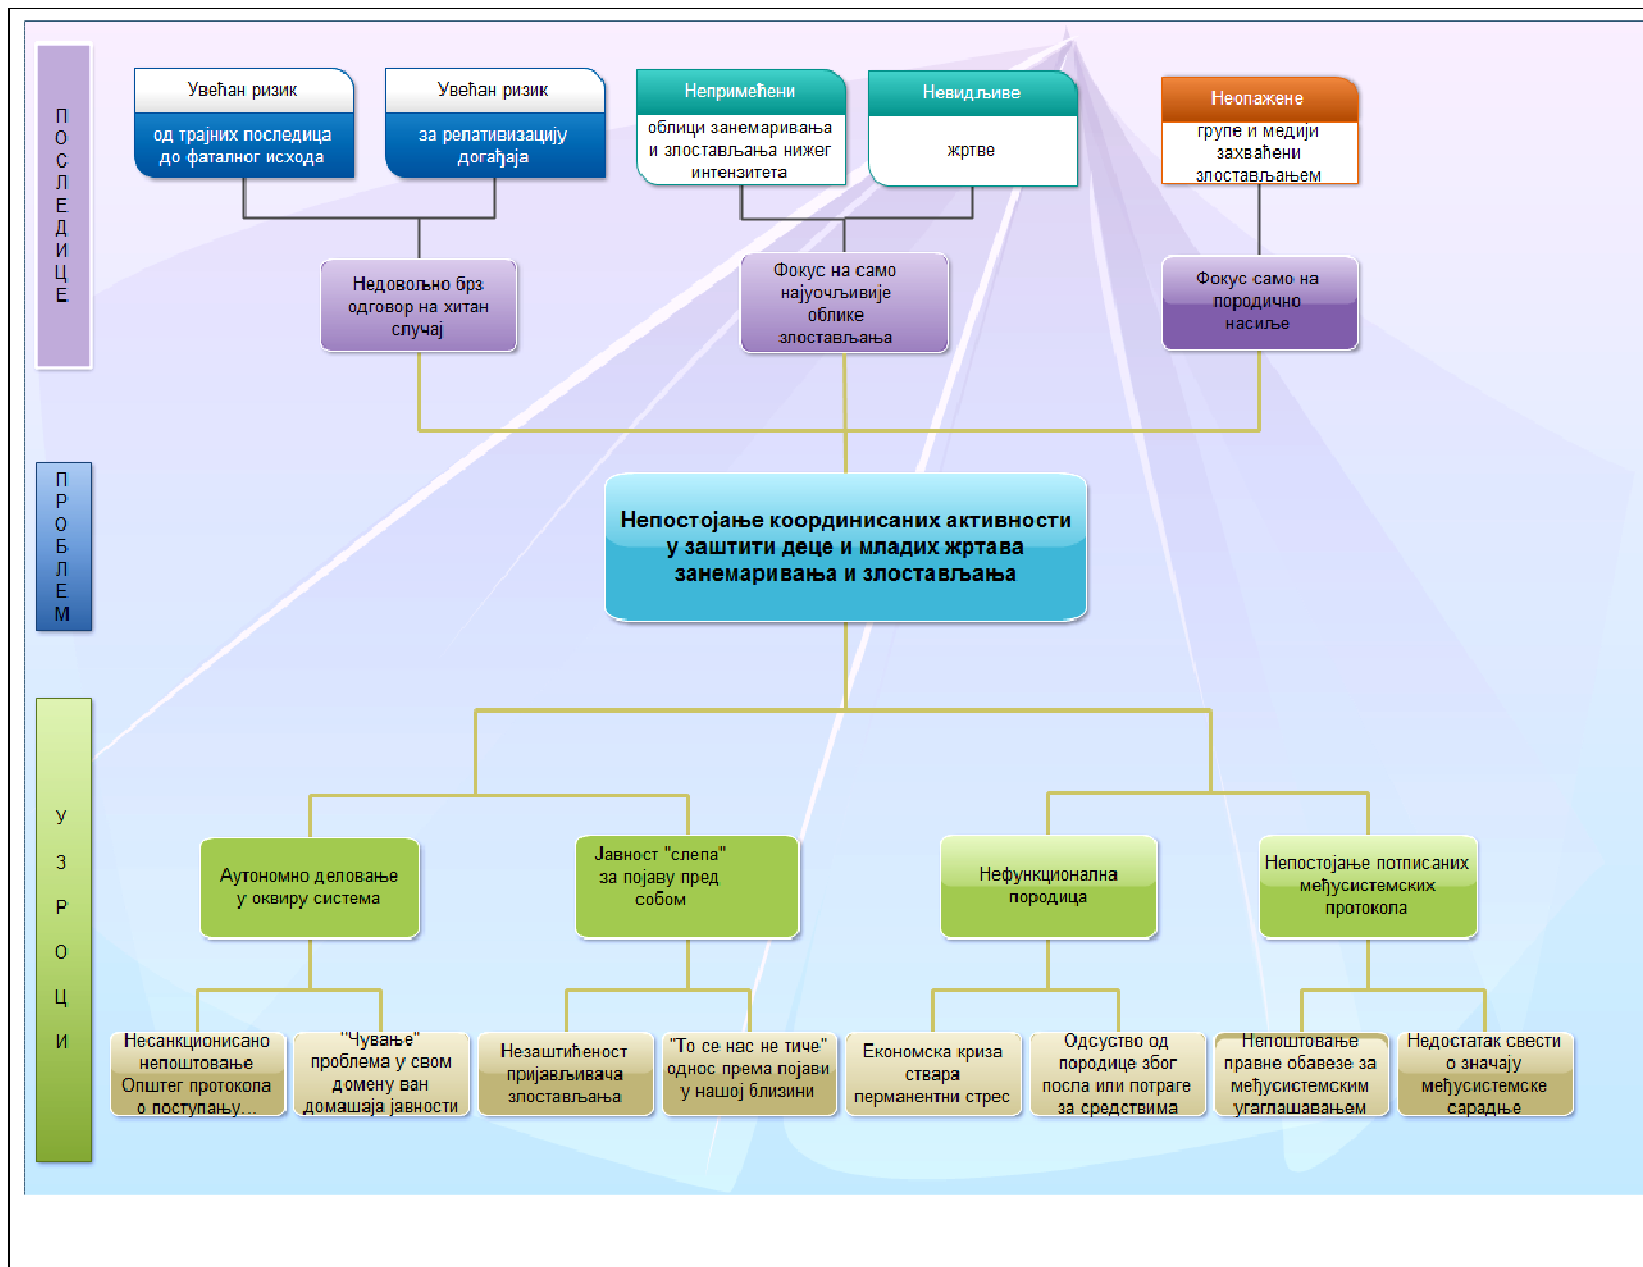 ПОСЛЕДИЦЕ
Увећан ризик
од трајних последица
до фаталног исхода
Увећан ризик
за релативизацију
догађаја
Непримећени
облици занемаривања
и злостављања нижег
интензитета
Невидљиве
жртве
Неопажене
групе и медији
захваћени
злостављањем
Недовољно брз
одговор на хитан
случај
Фокус на само
најуочљивије
облике
злостављања
Фокус само на
породично
насиље
ПРОБЛЕМ
Непостојање координисаних активности
у заштити деце и младих жртава
занемаривања и злостављања
УЗРОЦИ
Аутономно деловање
у оквиру система
Јавност "слепа"
за појаву пред
собом
Нефункционална
породица
Непостојање потписаних
међусистемских
протокола
Несанкционисано
непоштовање
Општег протокола
о поступању...
"Чување"
проблема у свом
домену ван
домашаја јавности
Незаштићеност
пријављивача
злостављања
"То се нас не тиче"
однос према појави
у нашој близини
Економска криза
ствара
перманентни стрес
Одсуство од
породице због
посла или потраге
за средствима
Непоштовање
правне обавезе за
међусистемским
угаглашавањем
Недостатак свести
о значају
међусистемске
сарадње